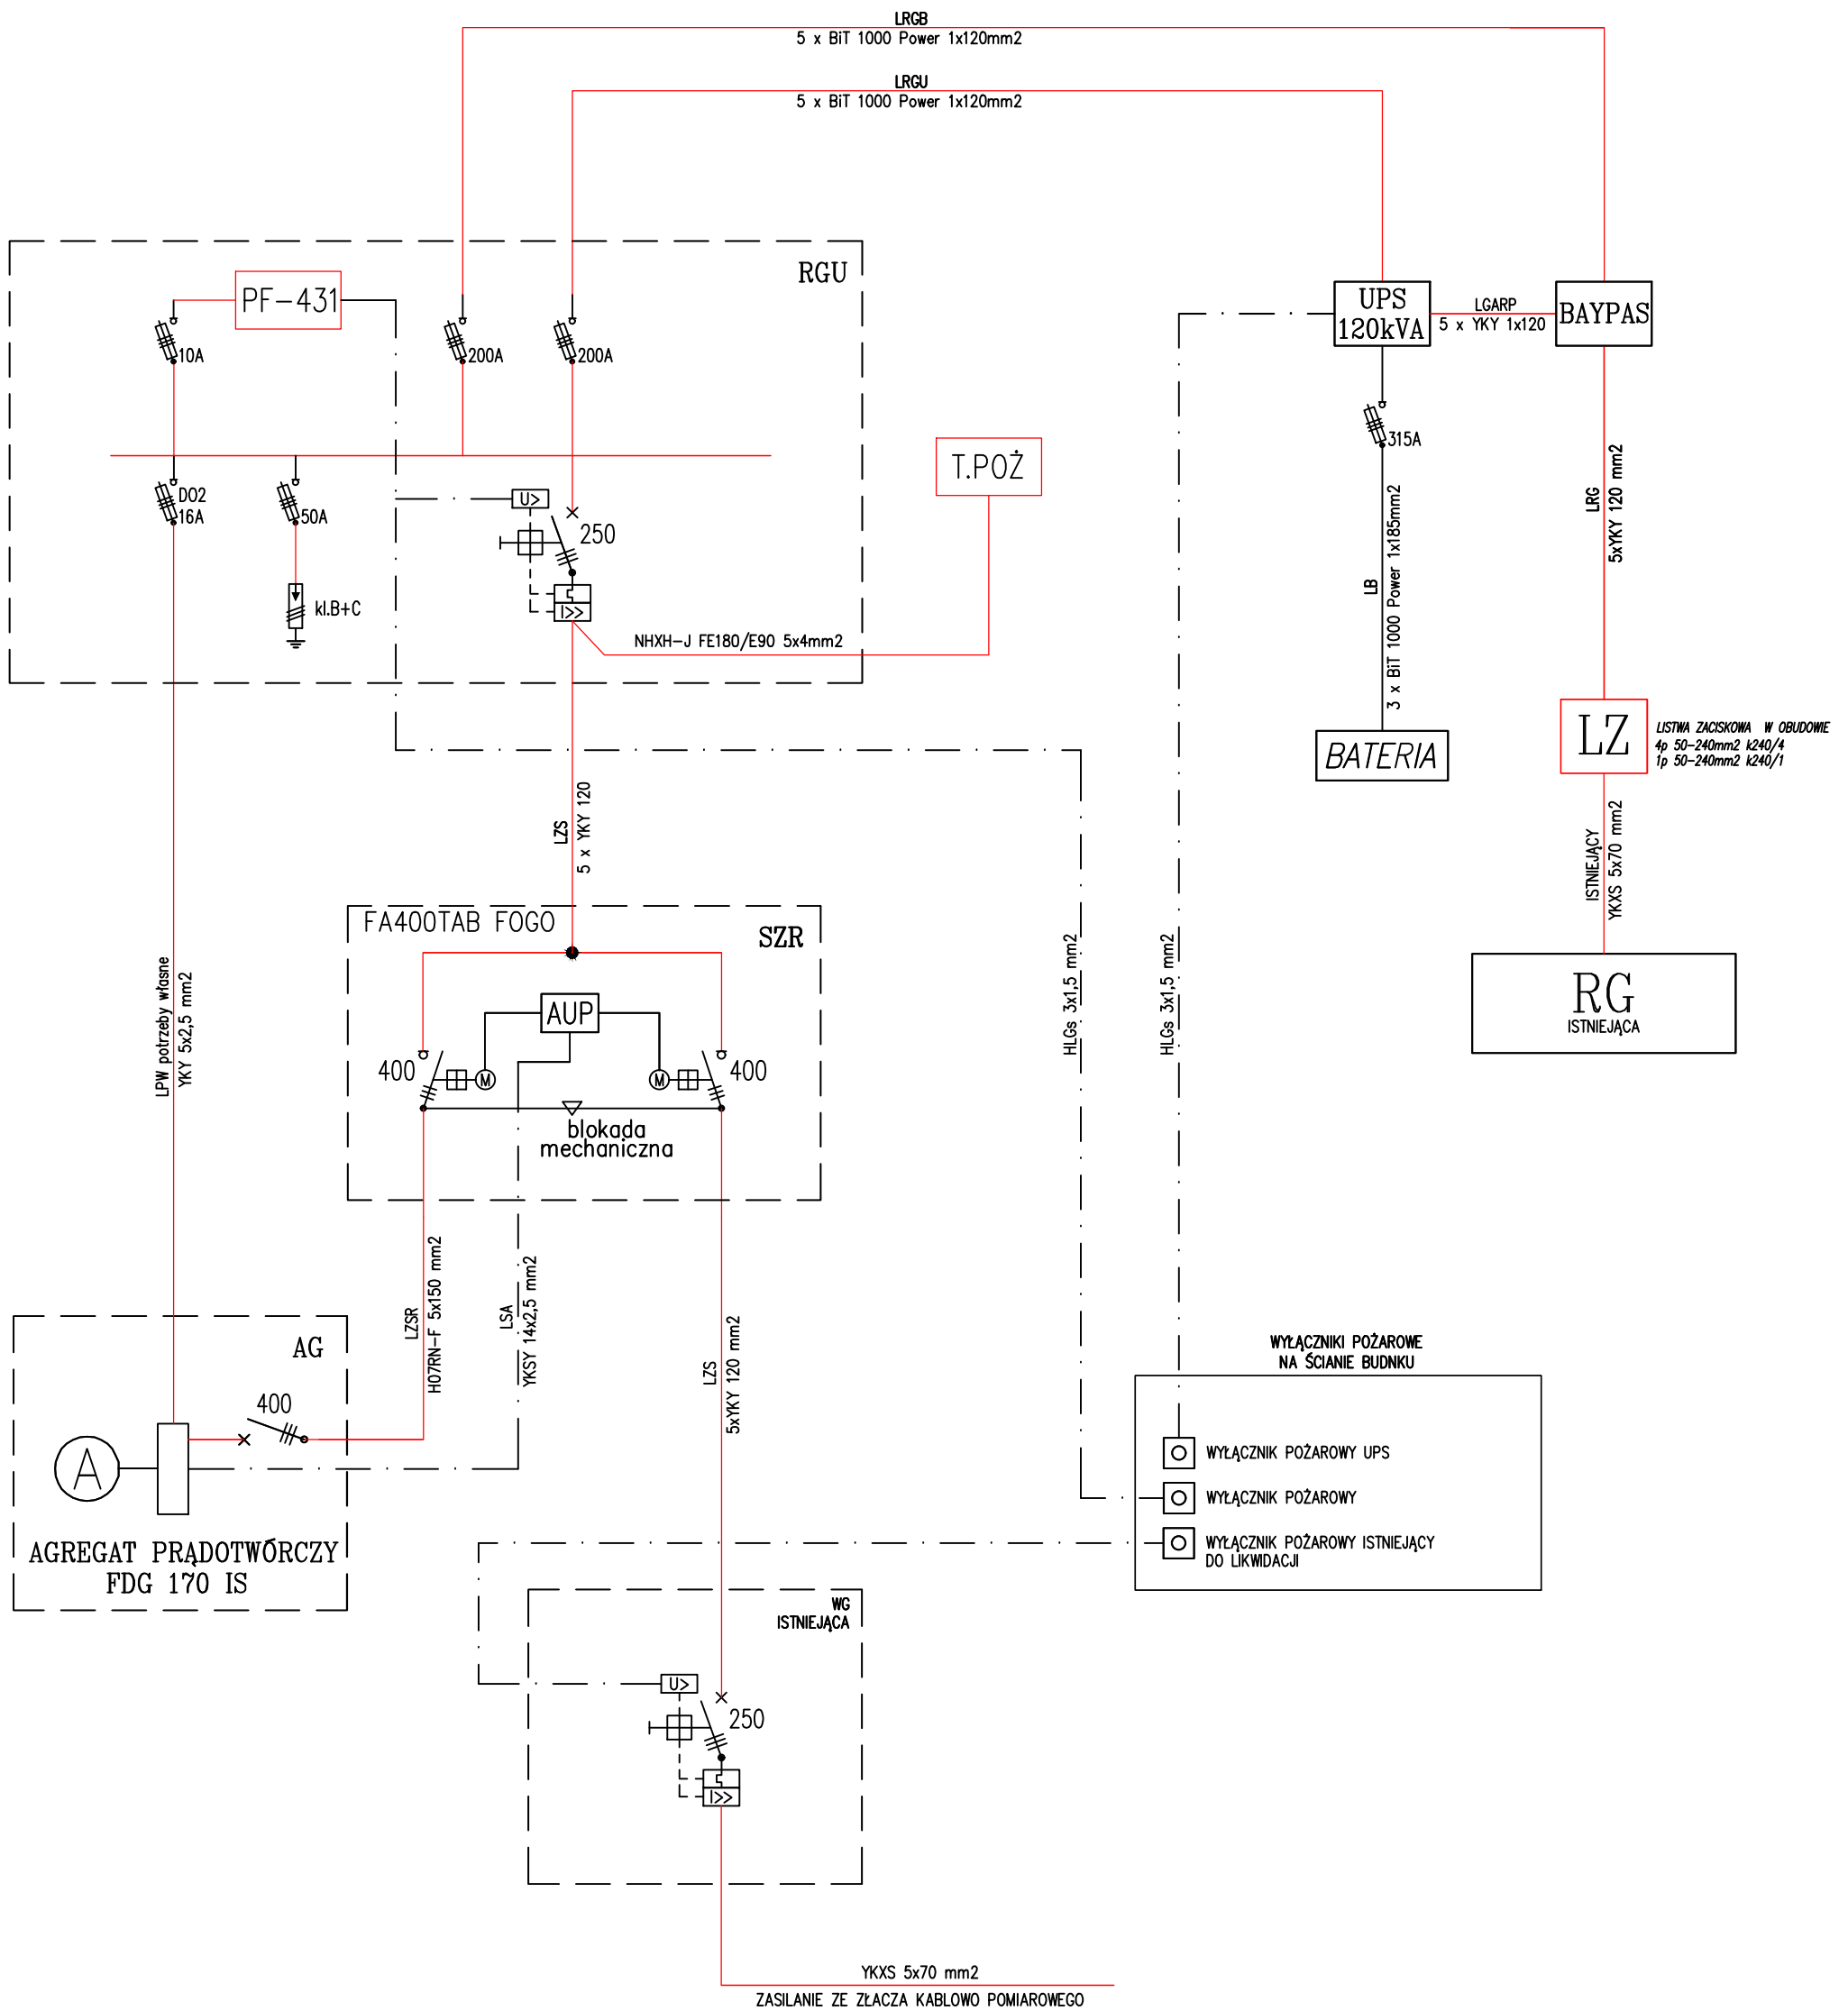 LRGB
5 x BiT 1000 Power 1x120mm2
LRGU
5 x BiT 1000 Power 1x120mm2
RGU
PF-431
10A
200A
200A
UPS
120kVA
LGARP
5 x YKY 1x120
BAYPAS
315A
T.POŻ
DO2
16A
50A
U>
250
I>>
kl.B+C
NHXH-J FE180/E90 5x4mm2
LB
3 x BiT 1000 Power 1x185mm2
LRG
5xYKY 120 mm2
BATERIA
LZ
LISTWA ZACISKOWA W OBUDOWIE
4p 50-240mm2 k240/4
1p 50-240mm2 k240/1
LZS
5 x YKY 120
ISTNIEJĄCY
YKXS 5x70 mm2
FA400TAB FOGO
SZR
AUP
400
M
M
400
blokada
mechaniczna
LPW potrzeby własne
YKY 5x2,5 mm2
HLGs 3x1,5 mm2
HLGs 3x1,5 mm2
RG
ISTNIEJĄCA
LZSR
H07RN-F 5x150 mm2
LSA
YKSY 14x2,5 mm2
LZS
5xYKY 120 mm2
AG
400
A
AGREGAT PRĄDOTWÓRCZY
FDG 170 IS
WYŁĄCZNIKI POŻAROWE
NA ŚCIANIE BUDNKU
WYŁĄCZNIK POŻAROWY UPS
WYŁĄCZNIK POŻAROWY
WYŁĄCZNIK POŻAROWY ISTNIEJĄCY
DO LIKWIDACJI
WG
ISTNIEJĄCA
U>
250
I>>
YKXS 5x70 mm2
ZASILANIE ZE ZŁACZA KABLOWO POMIAROWEGO